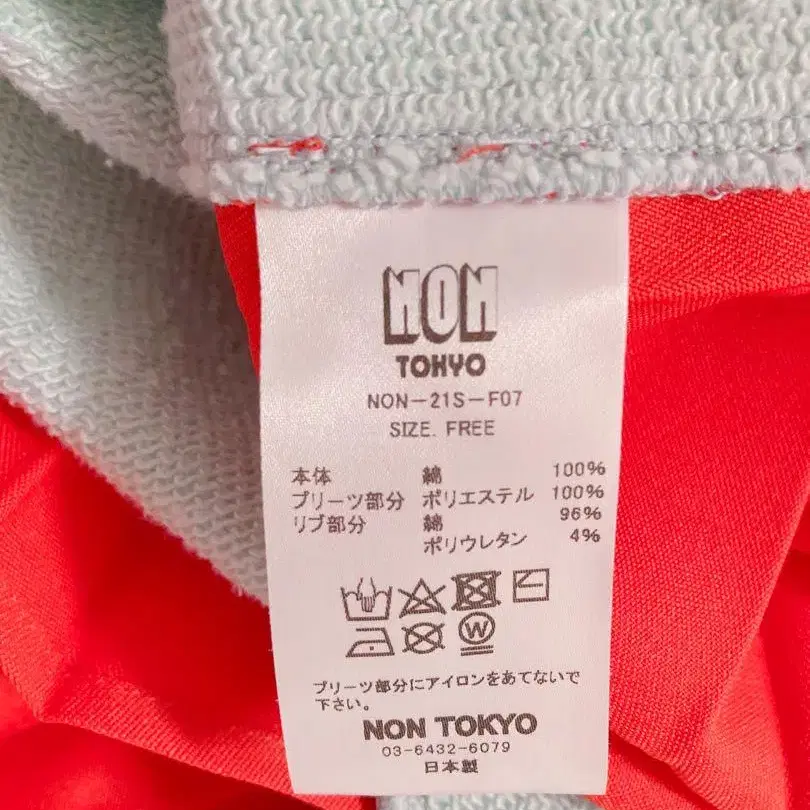 NON
TOKYO
NON-21S-F07
SIZE. FREE
本体 綿 100%
プリーツ部分 ポリエステル 100%
リブ部分 綿 96%
ポリウレタン 4%
W
プリーツ部分にアイロンをあてないで
下さい。
NON TOKYO
03-6432-6079
日本製